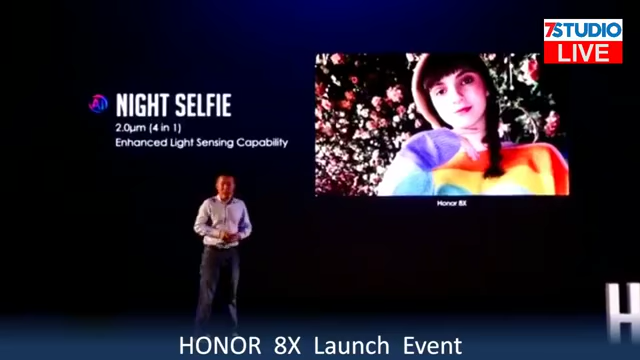 7STUDIO
LIVE
AI
NIGHT SELFIE
2.0µm (4 in 1)
Enhanced Light Sensing Capability
Honor 8X
H
HONOR 8X Launch Event